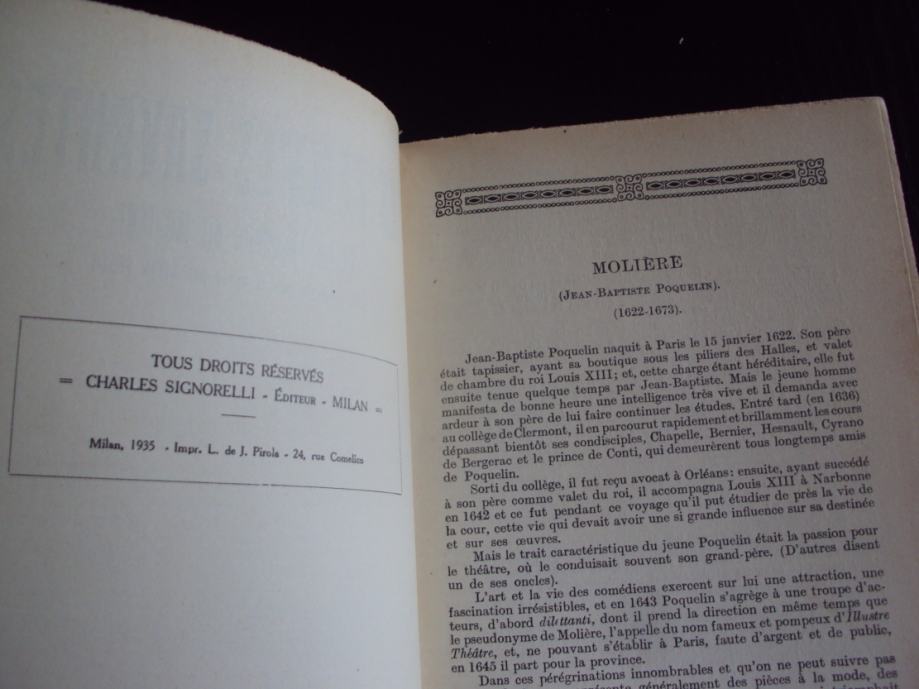 TOUS DROITS RÉSERVÉS
= CHARLES SIGNORELLI - ÉDITEUR - MILAN =
Milan, 1935 - Impr. L. de J. Pirola - 24, rue Comelico
MOLIÈRE
(JEAN-BAPTISTE POQUELIN).
(1622-1673).
Jean-Baptiste Poquelin naquit à Paris le 15 janvier 1622. Son père
était tapissier, ayant sa boutique sous les piliers des Halles, et valet
de chambre du roi Louis XIII; et, cette charge étant héréditaire, elle fut
ensuite tenue quelque temps par Jean-Baptiste. Mais le jeune homme
manifesta de bonne heure une intelligence très vive et il demanda avec
ardeur à son père de lui faire continuer les études. Entré tard (en 1636)
au collège de Clermont, il en parcourut rapidement et brillamment les cours
dépassant bientôt ses condisciples, Chapelle, Bernier, Hesnault, Cyrano
de Bergerac et le prince de Conti, qui demeurèrent tous longtemps amis
de Poquelin.
Sorti du collège, il fut reçu avocat à Orléans: ensuite, ayant succédé
à son père comme valet du roi, il accompagna Louis XIII à Narbonne
en 1642 et ce fut pendant ce voyage qu'il put étudier de près la vie de
la cour, cette vie qui devait avoir une si grande influence sur sa destinée
et sur ses œuvres.
Mais le trait caractéristique du jeune Poquelin était la passion pour
le théâtre, où le conduisait souvent son grand-père. (D'autres disent
un de ses oncles).
L'art et la vie des comédiens exercent sur lui une attraction, une
fascination irrésistibles, et en 1643 Poquelin s'agrège à une troupe d'ac-
teurs, d'abord dilettanti, dont il prend la direction en même temps que
le pseudonyme de Molière, l'appelle du nom fameux et pompeux d'Illustre
Théâtre, et, ne pouvant s'établir à Paris, faute d'argent et de public,
en 1645 il part pour la province.
Dans ces pérégrinations innombrables et qu'on ne peut suivre pas
généralement des pièces à la mode, des